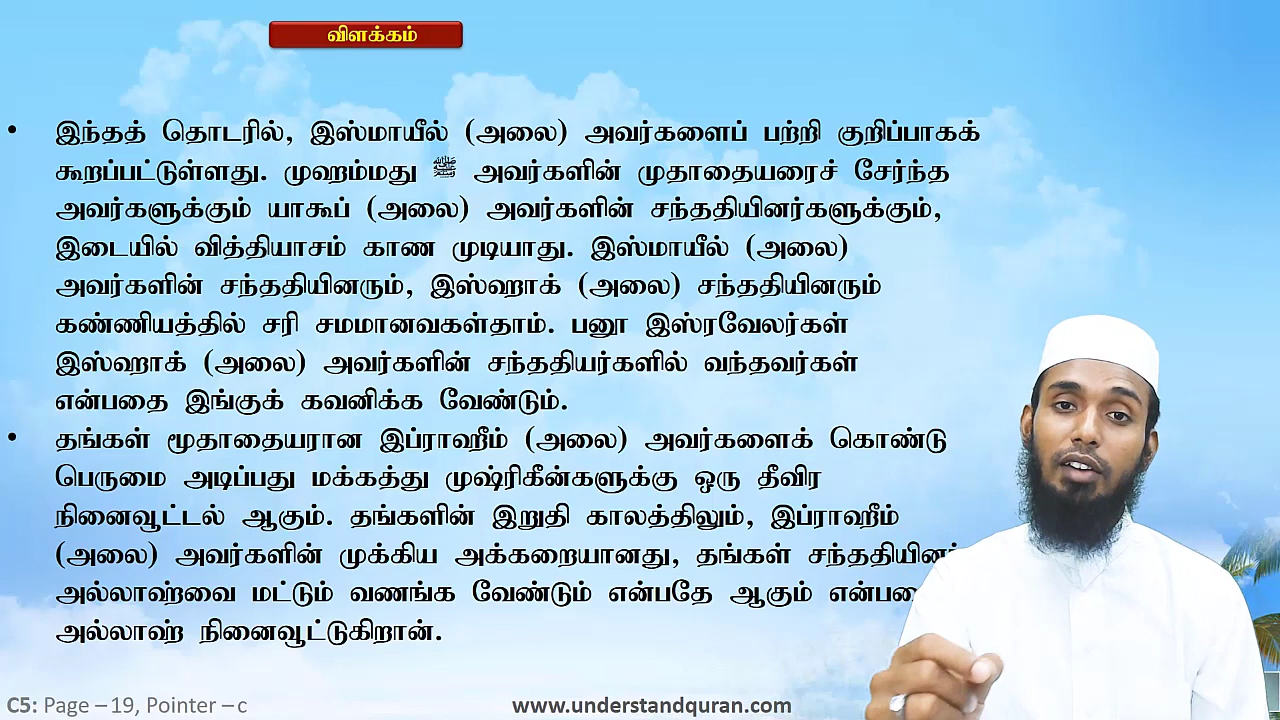 விளக்கம்
• இந்தத் தொடரில், இஸ்மாயீல் (அலை) அவர்களைப் பற்றி குறிப்பாகக்
கூறப்பட்டுள்ளது. முஹம்மது ﷺ அவர்களின் முதாதையரைச் சேர்ந்த
அவர்களுக்கும் யாகூப் (அலை) அவர்களின் சந்ததியினர்களுக்கும்,
இடையில் வித்தியாசம் காண முடியாது. இஸ்மாயீல் (அலை)
அவர்களின் சந்ததியினரும், இஸ்ஹாக் (அலை) சந்ததியினரும்
கண்ணியத்தில் சரி சமமானவகள்தாம். பனூ இஸ்ரவேலர்கள்
இஸ்ஹாக் (அலை) அவர்களின் சந்ததியர்களில் வந்தவர்கள்
என்பதை இங்குக் கவனிக்க வேண்டும்.
• தங்கள் மூதாதையரான இப்ராஹீம் (அலை) அவர்களைக் கொண்டு
பெருமை அடிப்பது மக்கத்து முஷ்ரிகீன்களுக்கு ஒரு தீவிர
நினைவூட்டல் ஆகும். தங்களின் இறுதி காலத்திலும், இப்ராஹீம்
(அலை) அவர்களின் முக்கிய அக்கறையானது, தங்கள்
அல்லாஹ்வை மட்டும் வணங்க வேண்டும் என்பதே ஆகும்
அல்லாஹ் நினைவூட்டுகிறான்.
C5: Page – 19, Pointer – c
www.understandquran.com